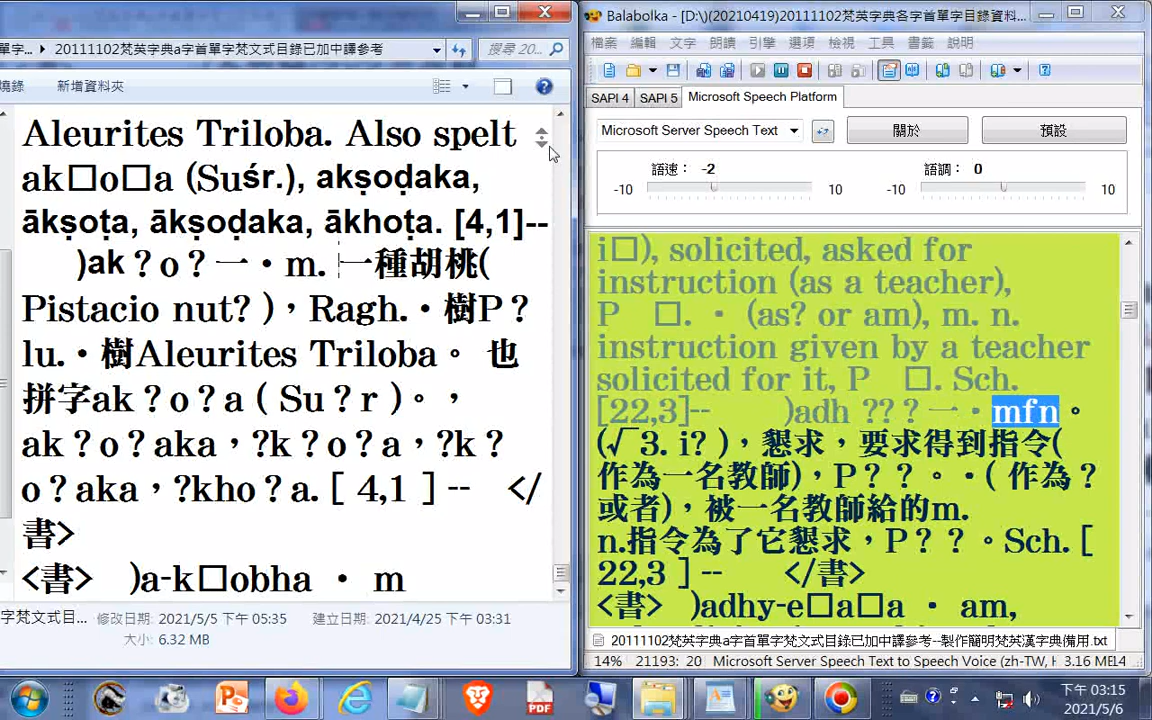 單字... ▸ 20111102梵英字典a字首單字梵文式目錄已加中譯參考
搜尋 20...
燒錄 新增資料夾
Aleurites Triloba. Also spelt
ak□o□a (Suśr.), akṣoḍaka,
ākṣoṭa, ākṣoḍaka, ākhoṭa. [4,1]--
)ak？o？一・m. 一種胡桃(
Pistacio nut? )，Ragh.・樹P？
lu.・樹Aleurites Triloba。 也
拼字ak？o？a ( Su？r )。，
ak？o？aka，?k？o？a，?k？
o？aka，?kho？a. [ 4,1 ] -- </
書>
<書> )a-k□obha ・ m
字梵文式目... 修改日期: 2021/5/5 下午 05:35 建立日期: 2021/4/25 下午 03:31
大小: 6.32 MB
Balabolka - [D:\)(20210419)20111102梵英字典各字首單字目錄資料...
檔案 編輯 文字 朗讀 引擎 選項 檢視 工具 書籤 說明
SAPI 4 SAPI 5 Microsoft Speech Platform
Microsoft Server Speech Text 關於 預設
語速： -2 語調： 0
-10 10 -10 10
i□), solicited, asked for
instruction (as a teacher),
P □. ・ (as? or am), m. n.
instruction given by a teacher
solicited for it, P □. Sch.
[22,3]-- )adh ??？一・mfn。
(√ 3. i? )，懇求，要求得到指令(
作為一名教師)，P？？。・( 作為？
或者)，被一名教師給的m.
n.指令為了它懇求，P？？。Sch. [
22,3 ] -- </書>
<書> )adhy-e□a□a ・ am,
20111102梵英字典a字首單字梵文式目錄已加中譯參考--製作簡明梵英漢字典備用.txt
14% 21193: 20 Microsoft Server Speech Text to Speech Voice (zh-TW, H 3.16 ME14
PDF
下午 03:15
2021/5/6